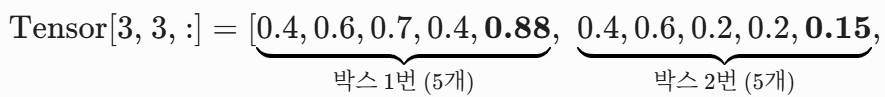 Tensor[3, 3, :] = [0.4, 0.6, 0.7, 0.4, 0.88, 0.4, 0.6, 0.2, 0.2, 0.15,
박스 1번 (5개) 박스 2번 (5개)